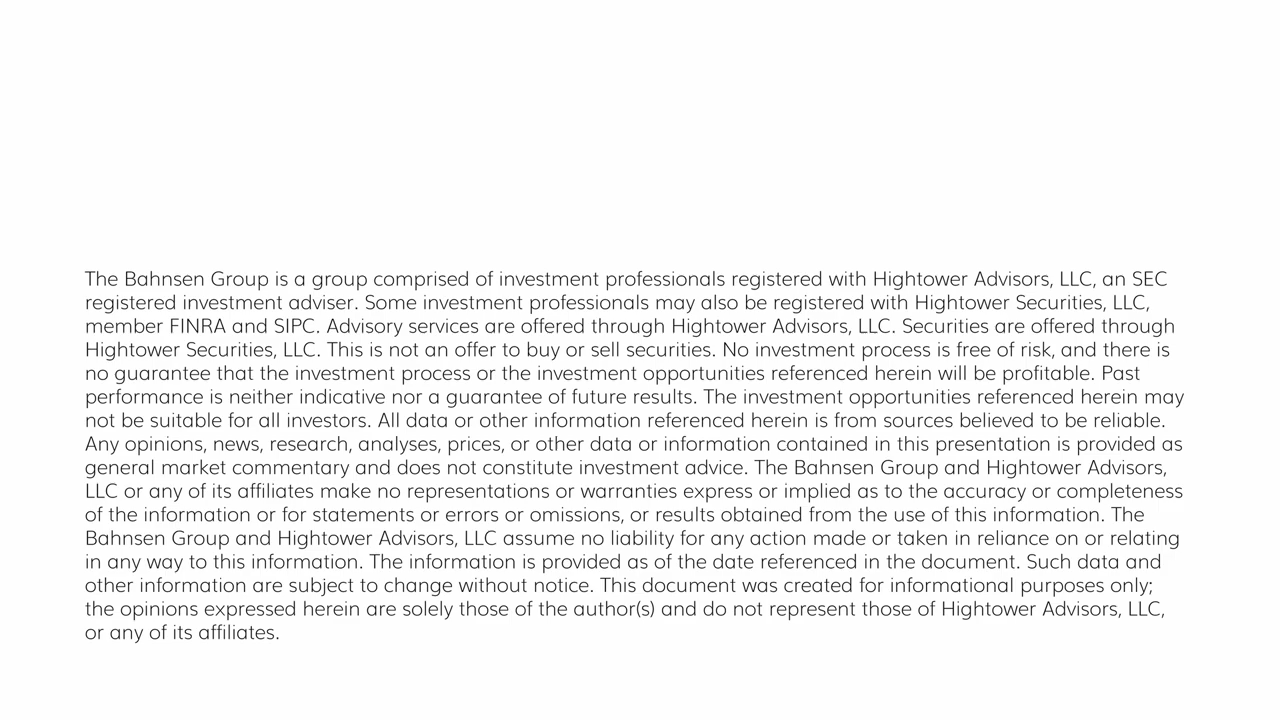 The Bahnsen Group is a group comprised of investment professionals registered with Hightower Advisors, LLC, an SEC
registered investment adviser. Some investment professionals may also be registered with Hightower Securities, LLC,
member FINRA and SIPC. Advisory services are offered through Hightower Advisors, LLC. Securities are offered through
Hightower Securities, LLC. This is not an offer to buy or sell securities. No investment process is free of risk, and there is
no guarantee that the investment process or the investment opportunities referenced herein will be profitable. Past
performance is neither indicative nor a guarantee of future results. The investment opportunities referenced herein may
not be suitable for all investors. All data or other information referenced herein is from sources believed to be reliable.
Any opinions, news, research, analyses, prices, or other data or information contained in this presentation is provided as
general market commentary and does not constitute investment advice. The Bahnsen Group and Hightower Advisors,
LLC or any of its affiliates make no representations or warranties express or implied as to the accuracy or completeness
of the information or for statements or errors or omissions, or results obtained from the use of this information. The
Bahnsen Group and Hightower Advisors, LLC assume no liability for any action made or taken in reliance on or relating
in any way to this information. The information is provided as of the date referenced in the document. Such data and
other information are subject to change without notice. This document was created for informational purposes only;
the opinions expressed herein are solely those of the author(s) and do not represent those of Hightower Advisors, LLC,
or any of its affiliates.